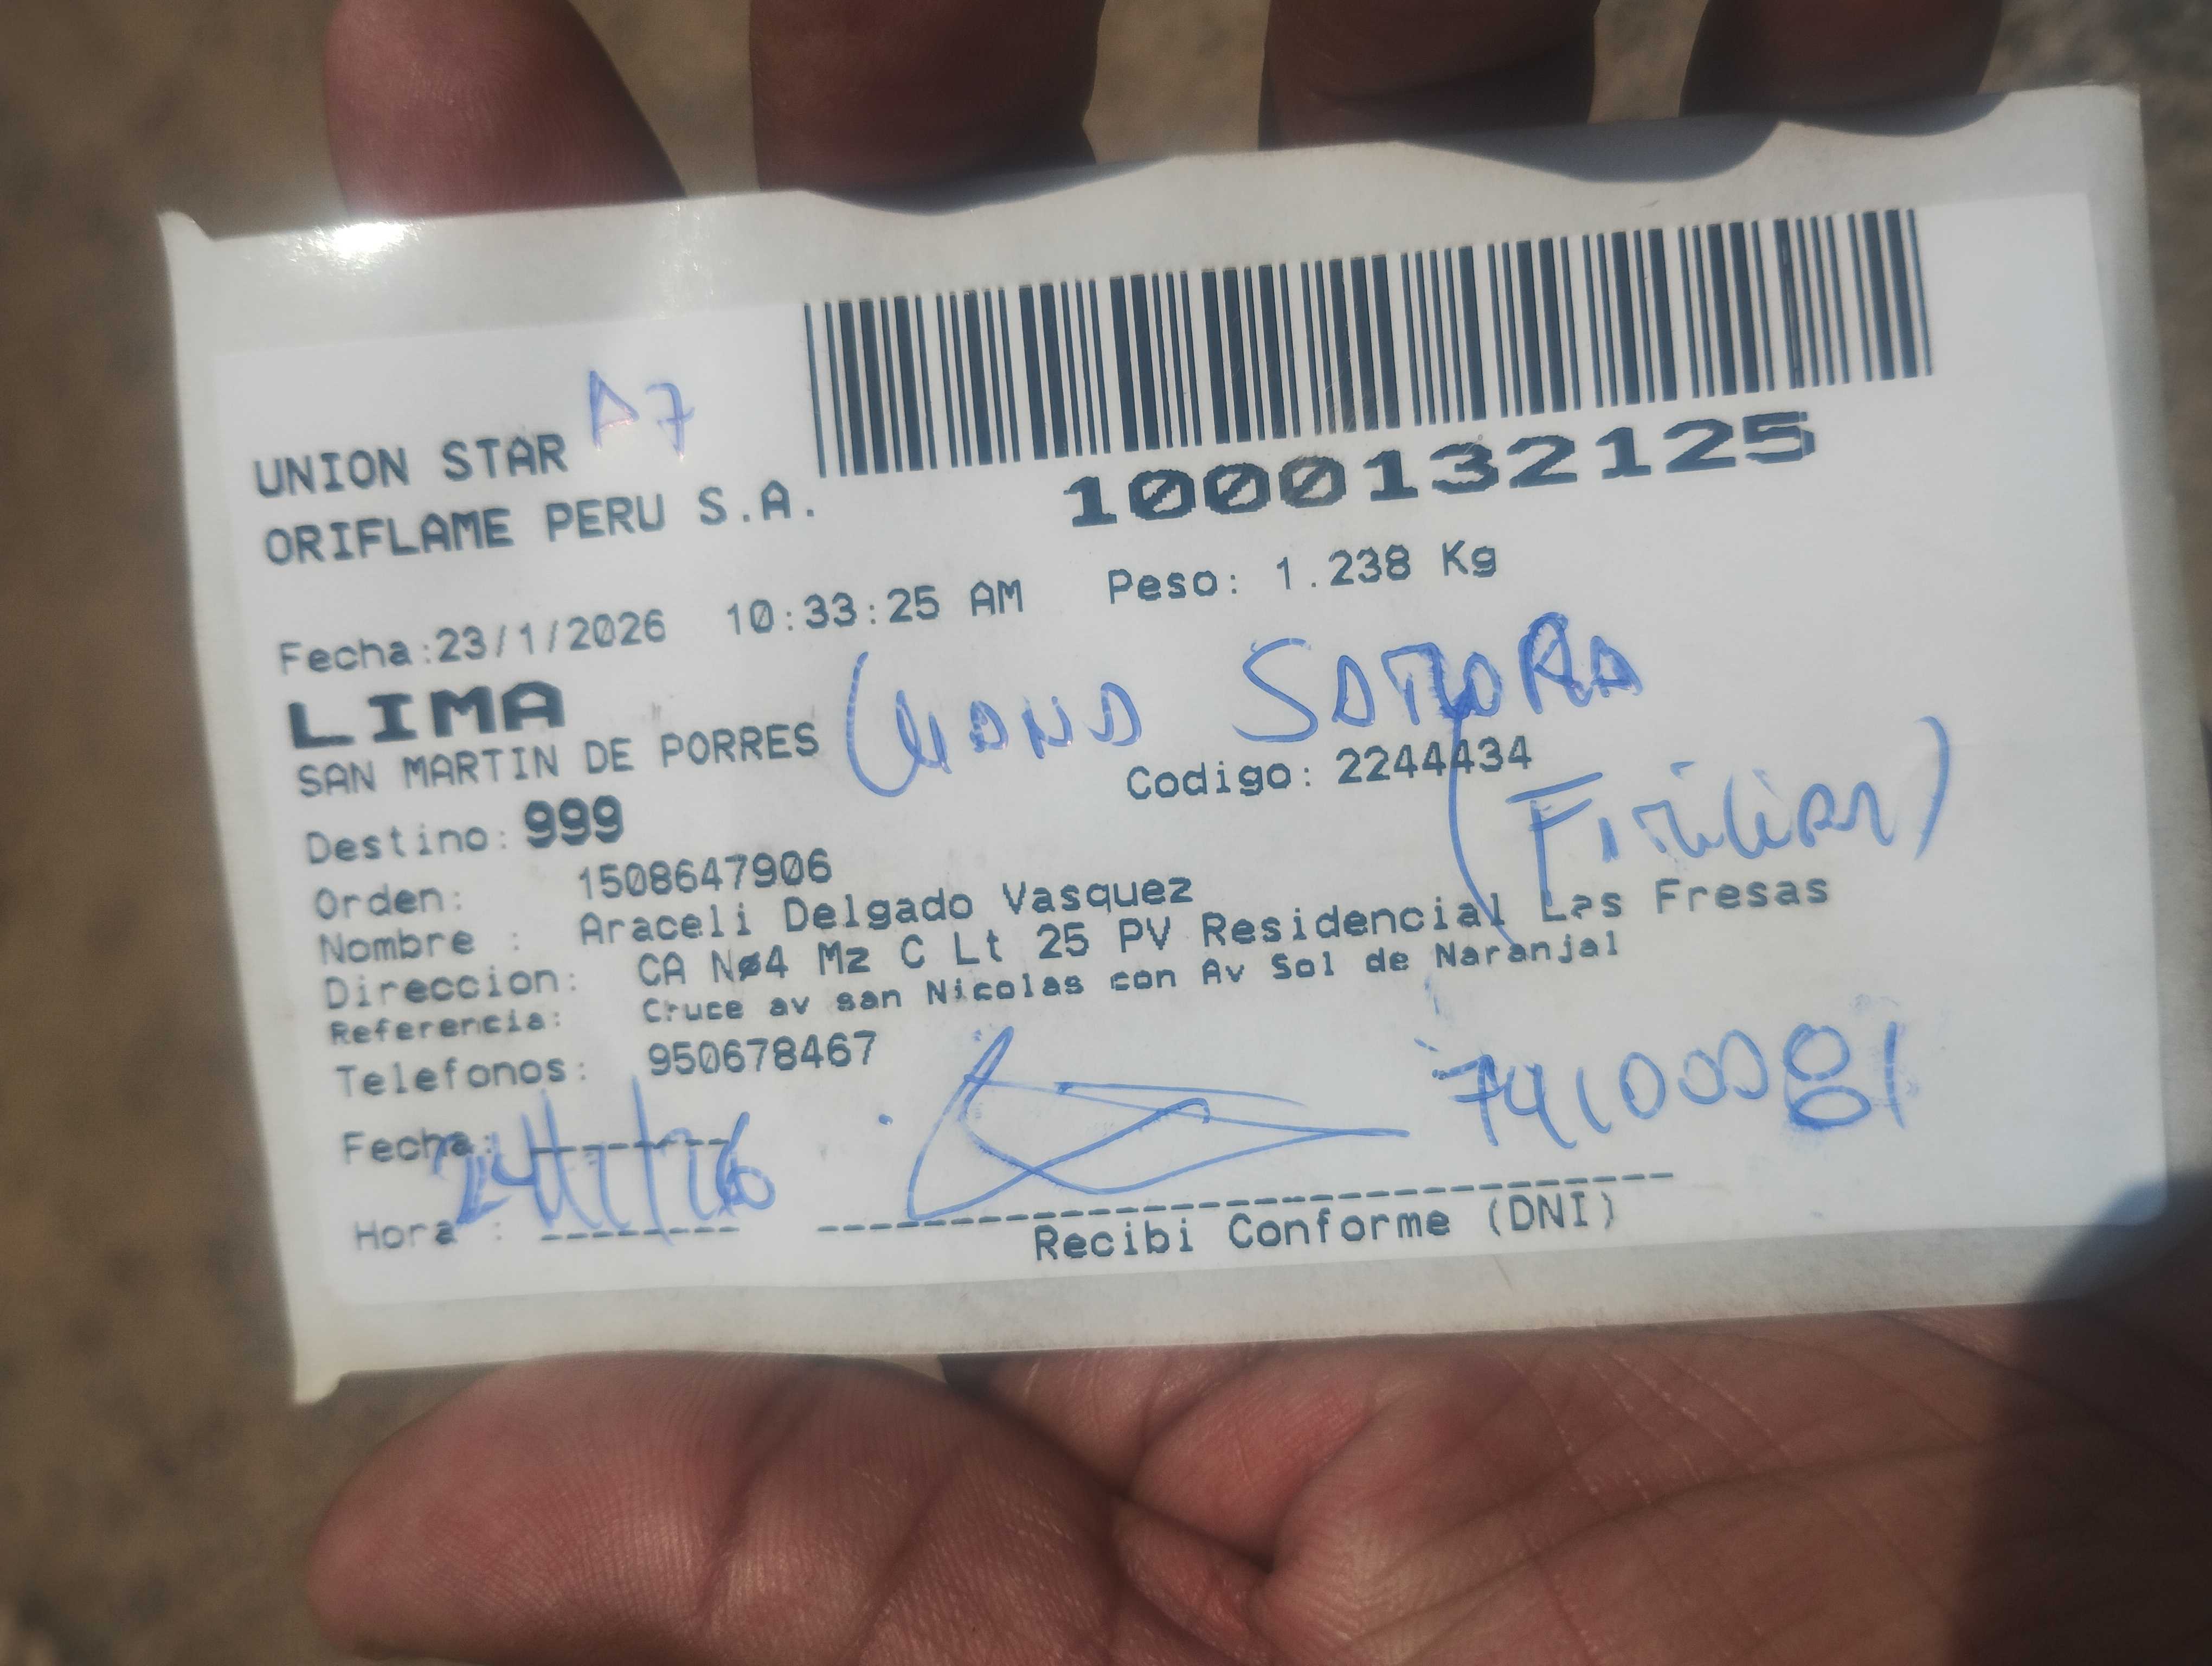 UNION STAR A7
ORIFLAME PERU S.A.
1000132125
Fecha:23/1/2026 10:33:25 AM Peso: 1.238 Kg
LIMA
SAN MARTIN DE PORRES
Codigo: 2244434
Destino: 999
Orden: 1508647906
Nombre : Araceli Delgado Vasquez
Direccion: CA Nø4 Mz C Lt 25 PV Residencial Las Fresas
Referencia: Cruce av san Nicolas con Av Sol de Naranjal
Telefonos: 950678467
Fecha: 24/1/26
Hora :
Recibi Conforme (DNI)